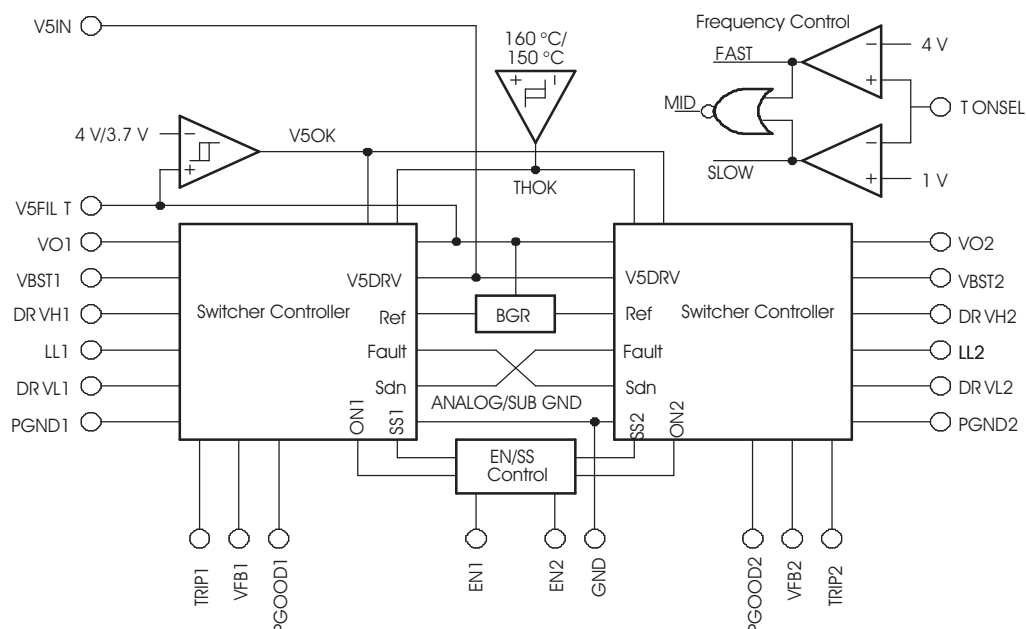 Frequency Control
V5IN
160 °C/
150 °C
+ −
FAST
− 4 V
+
MID
T ONSEL
4 V/3.7 V −
V5OK
+
−
SLOW
+ 1 V
THOK
V5FIL T
VO1
VO2
VBST1
V5DRV
V5DRV
VBST2
DR VH1
Switcher Controller
Ref
BGR
Ref
Switcher Controller
DR VH2
LL1
Fault
Fault
LL2
DR VL1
Sdn
Sdn
DR VL2
ANALOG/SUB GND
PGND1
ON1
SS1
SS2
ON2
PGND2
EN/SS
Control
TRIP1
VFB1
PGOOD1
EN1
EN2
GND
PGOOD2
VFB2
TRIP2